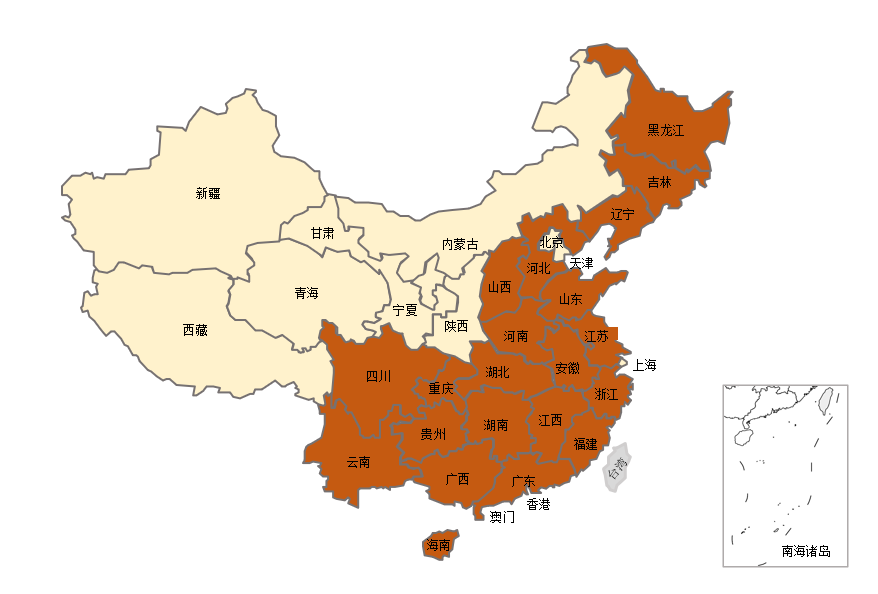 黑龙江
吉林
新疆
辽宁
甘肃
内蒙古
北京
天津
河北
山西
青海
山东
宁夏
西藏
陕西
河南
江苏
上海
安徽
湖北
四川
重庆
浙江
江西
湖南
贵州
福建
云南
台湾
广西
广东
香港
澳门
海南
南海诸岛